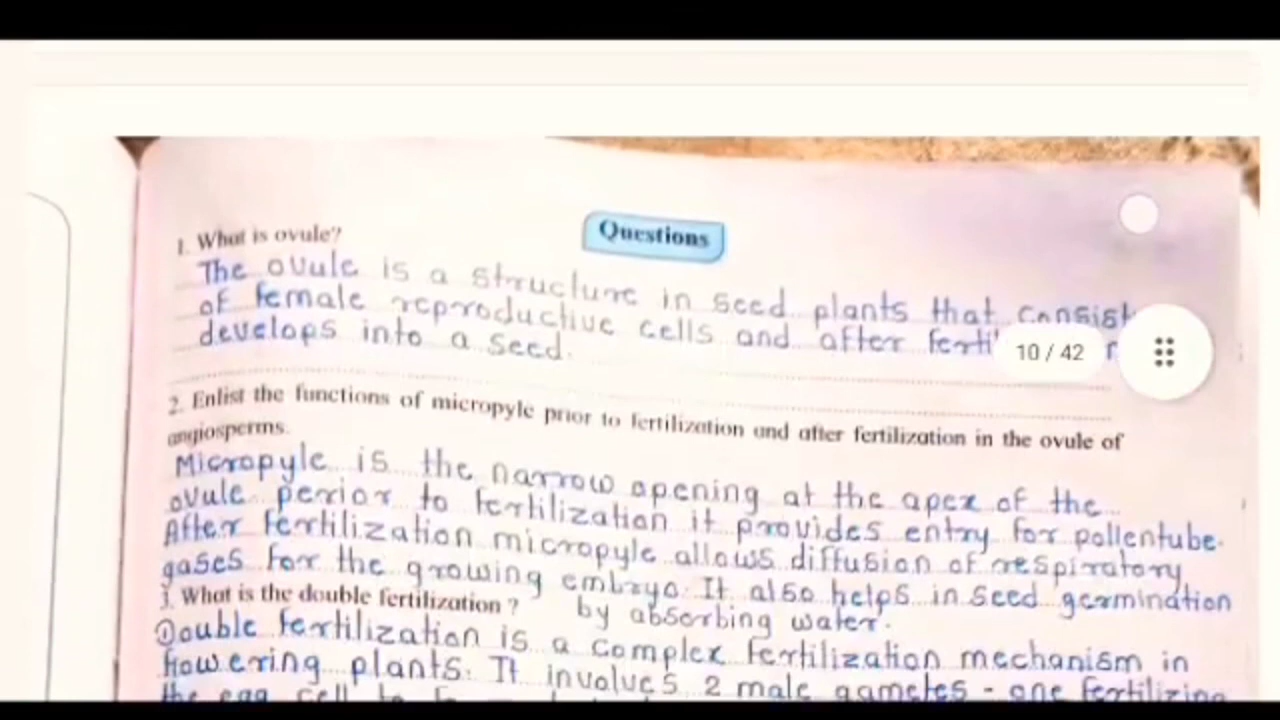 Questions
1. What is ovule?
The ovule is a structure in seed plants that consist
of female reproductive cells and after
develops into a seed.
10 / 42
2. Enlist the functions of micropyle prior to fertilization and after fertilization in the ovule of
angiosperms.
Micropyle is the narrow opening at the apex of the
ovule perior to fertilization it provides entry for pollentube.
After fertilization micropyle allows diffusion of respiratory
gases for the growing embryo. It also helps in seed germination
by absorbing water.
3. What is the double fertilization ?
① Double fertilization is a complex fertilization mechanism in
flowering plants. It involves 2 male gametes - one fertilizing
the egg cell to